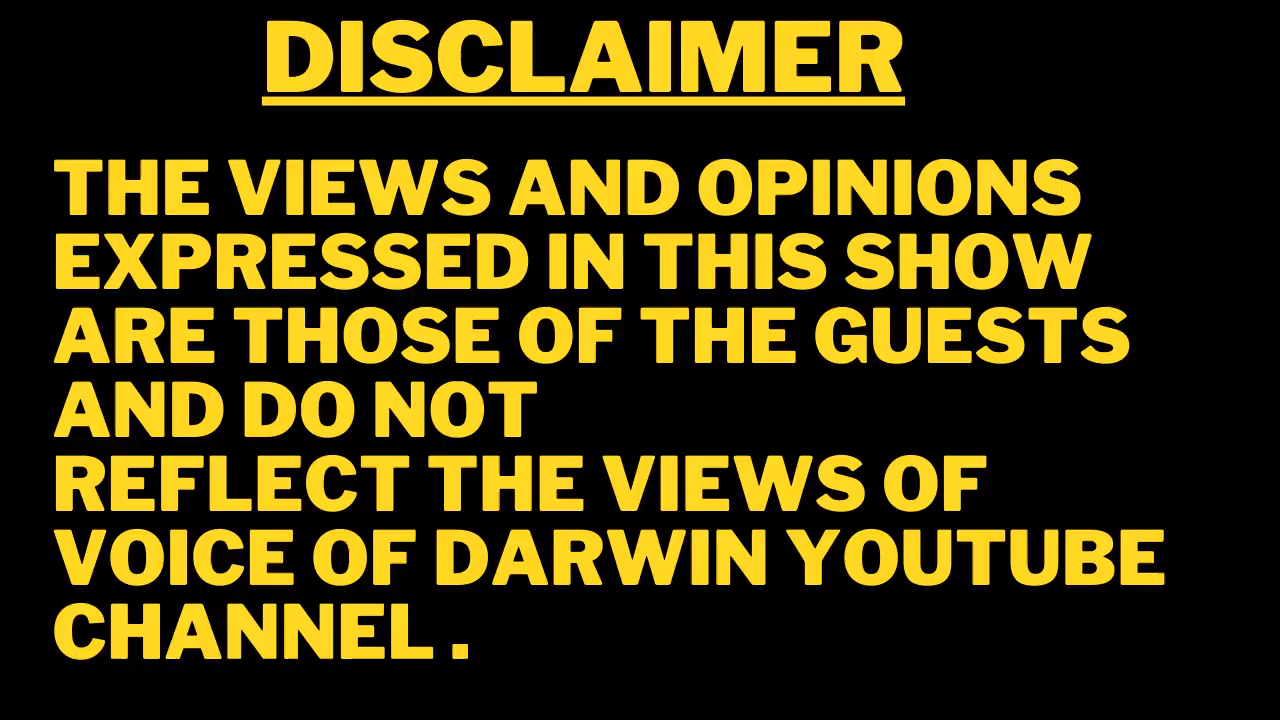 DISCLAIMER
THE VIEWS AND OPINIONS
EXPRESSED IN THIS SHOW
ARE THOSE OF THE GUESTS
AND DO NOT
REFLECT THE VIEWS OF
VOICE OF DARWIN YOUTUBE
CHANNEL .